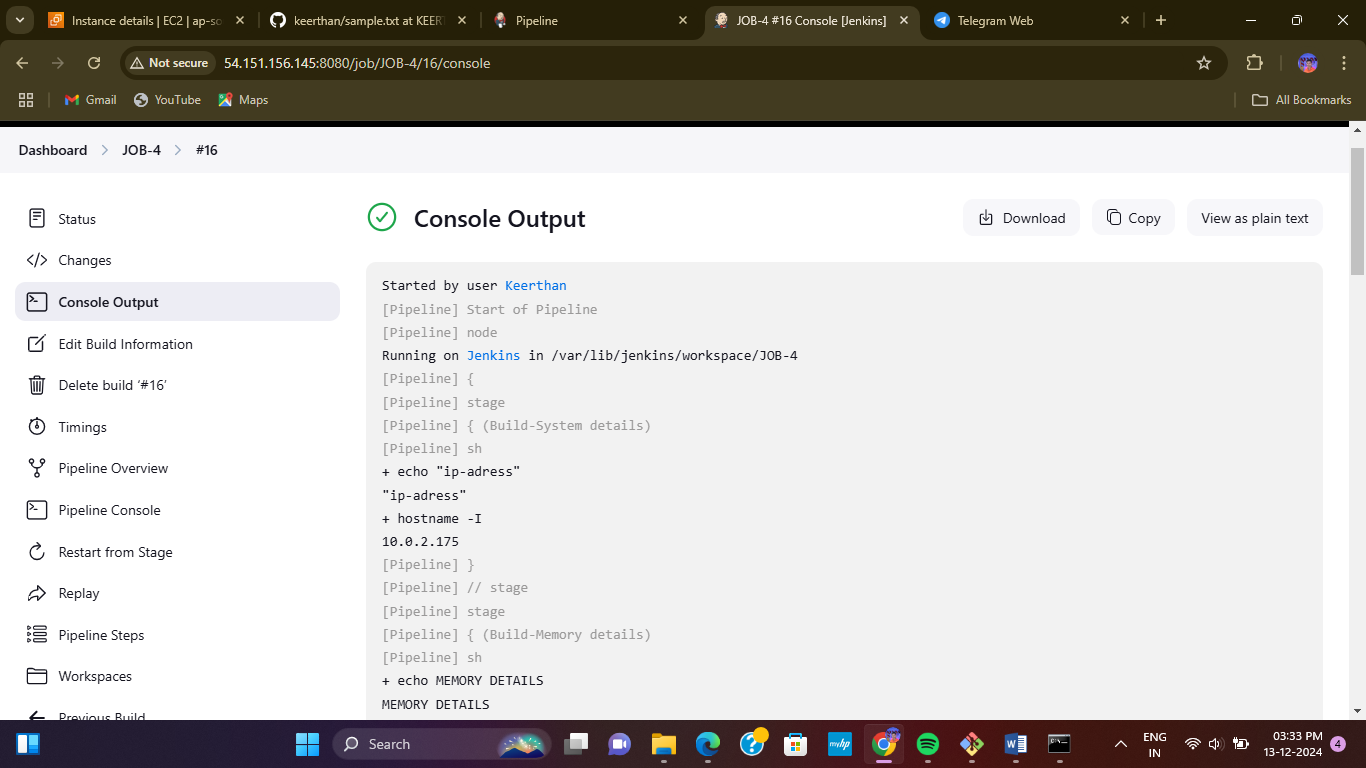 Instance details | EC2 | ap-so
keerthan/sample.txt at KEER
Pipeline
JOB-4 #16 Console [Jenkins]
Telegram Web
Not secure
54.151.156.145:8080/job/JOB-4/16/console
Gmail
YouTube
Maps
All Bookmarks
Dashboard
JOB-4
#16
Status
Changes
Console Output
Edit Build Information
Delete build ‘#16’
Timings
Pipeline Overview
Pipeline Console
Restart from Stage
Replay
Pipeline Steps
Workspaces
Previous Build
Console Output
Download
Copy
View as plain text
Started by user Keerthan
[Pipeline] Start of Pipeline
[Pipeline] node
Running on Jenkins in /var/lib/jenkins/workspace/JOB-4
[Pipeline] {
[Pipeline] stage
[Pipeline] { (Build-System details)
[Pipeline] sh
+ echo "ip-adress"
"ip-adress"
+ hostname -I
10.0.2.175
[Pipeline] }
[Pipeline] // stage
[Pipeline] stage
[Pipeline] { (Build-Memory details)
[Pipeline] sh
+ echo MEMORY DETAILS
MEMORY DETAILS
Search
myhp
ENG
IN
03:33 PM
13-12-2024
4